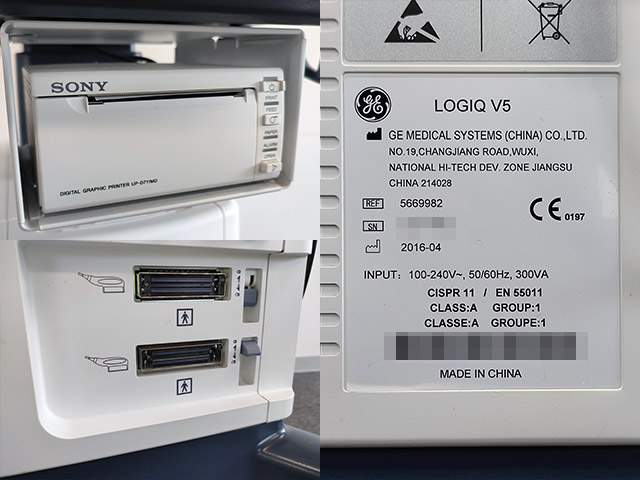 SONY
PRINT
FEED
PAPER
ALARM
OPEN
DIGITAL GRAPHIC PRINTER UP-D711MD
GE
LOGIQ V5
GE MEDICAL SYSTEMS (CHINA) CO.,LTD.
NO.19,CHANGJIANG ROAD,WUXI,
NATIONAL HI-TECH DEV. ZONE JIANGSU
CHINA 214028
REF 5669982
CE 0197
SN
2016-04
INPUT: 100-240V~, 50/60Hz, 300VA
CISPR 11 / EN 55011
CLASS:A GROUP:1
CLASSE:A GROUPE:1
MADE IN CHINA